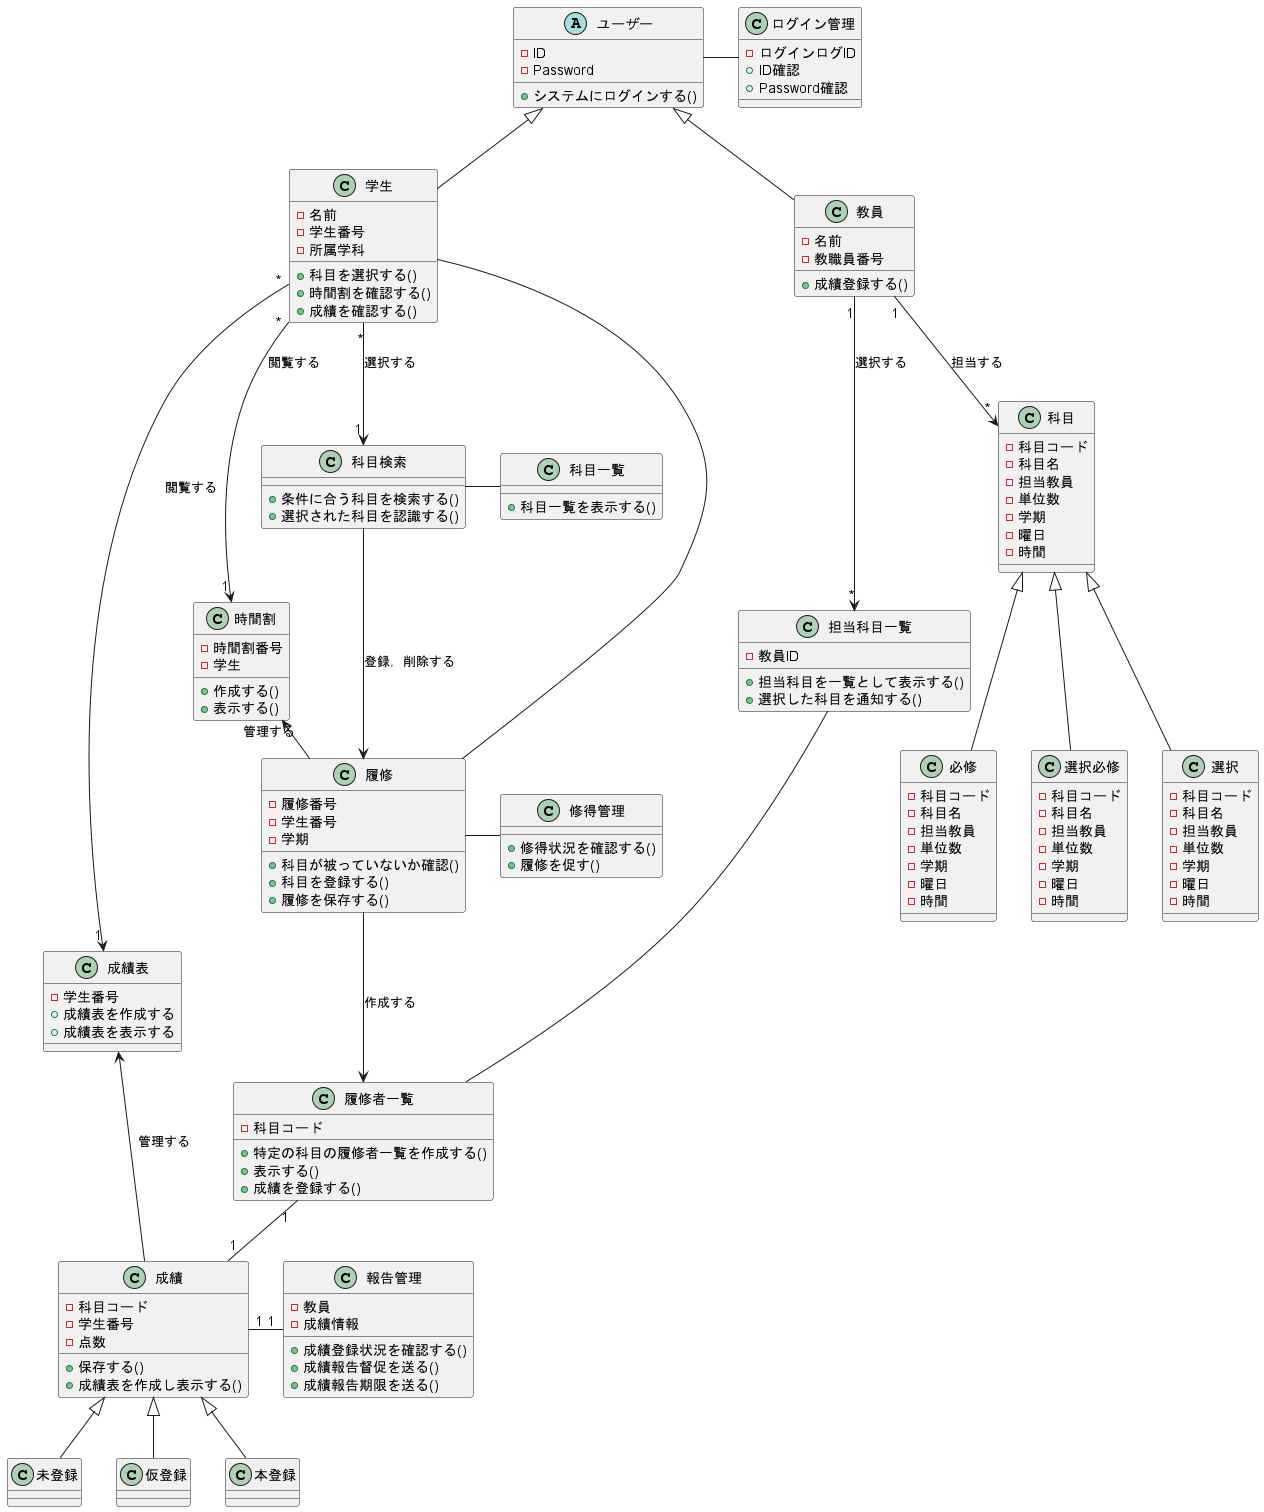 A ユーザー
ID
Password
システムにログインする()
C ログイン管理
ログインログID
ID確認
Password確認
C 学生
名前
学生番号
所属学科
科目を選択する()
時間割を確認する()
成績を確認する()
C 教員
名前
教職員番号
成績登録する()
*
*
*
1
1
閲覧する
選択する
選択する
担当する
閲覧する
1
*
C 科目
科目コード
科目名
担当教員
単位数
学期
曜日
時間
C 科目検索
条件に合う科目を検索する()
選択された科目を認識する()
C 科目一覧
科目一覧を表示する()
1
*
C 時間割
時間割番号
学生
作成する()
表示する()
登録，削除する
C 担当科目一覧
教員ID
担当科目を一覧として表示する()
選択した科目を通知する()
管理する
C 履修
履修番号
学生番号
学期
科目が被っていないか確認()
科目を登録する()
履修を保存する()
C 修得管理
修得状況を確認する()
履修を促す()
C 必修
科目コード
科目名
担当教員
単位数
学期
曜日
時間
C 選択必修
科目コード
科目名
担当教員
単位数
学期
曜日
時間
C 選択
科目コード
科目名
担当教員
単位数
学期
曜日
時間
1
C 成績表
学生番号
成績表を作成する
成績表を表示する
作成する
C 履修者一覧
科目コード
特定の科目の履修者一覧を作成する()
表示する()
成績を登録する()
管理する
1
1
C 成績
科目コード
学生番号
点数
保存する()
成績表を作成し表示する()
1 1
C 報告管理
教員
成績情報
成績登録状況を確認する()
成績報告督促を送る()
成績報告期限を送る()
C 未登録
C 仮登録
C 本登録